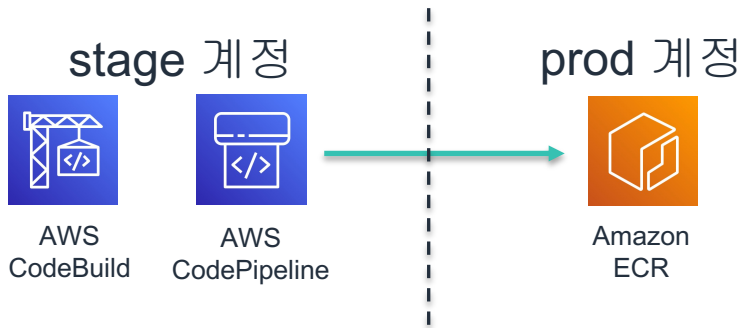 stage 계정
prod 계정
</>
</>
AWS
CodeBuild
AWS
CodePipeline
Amazon
ECR